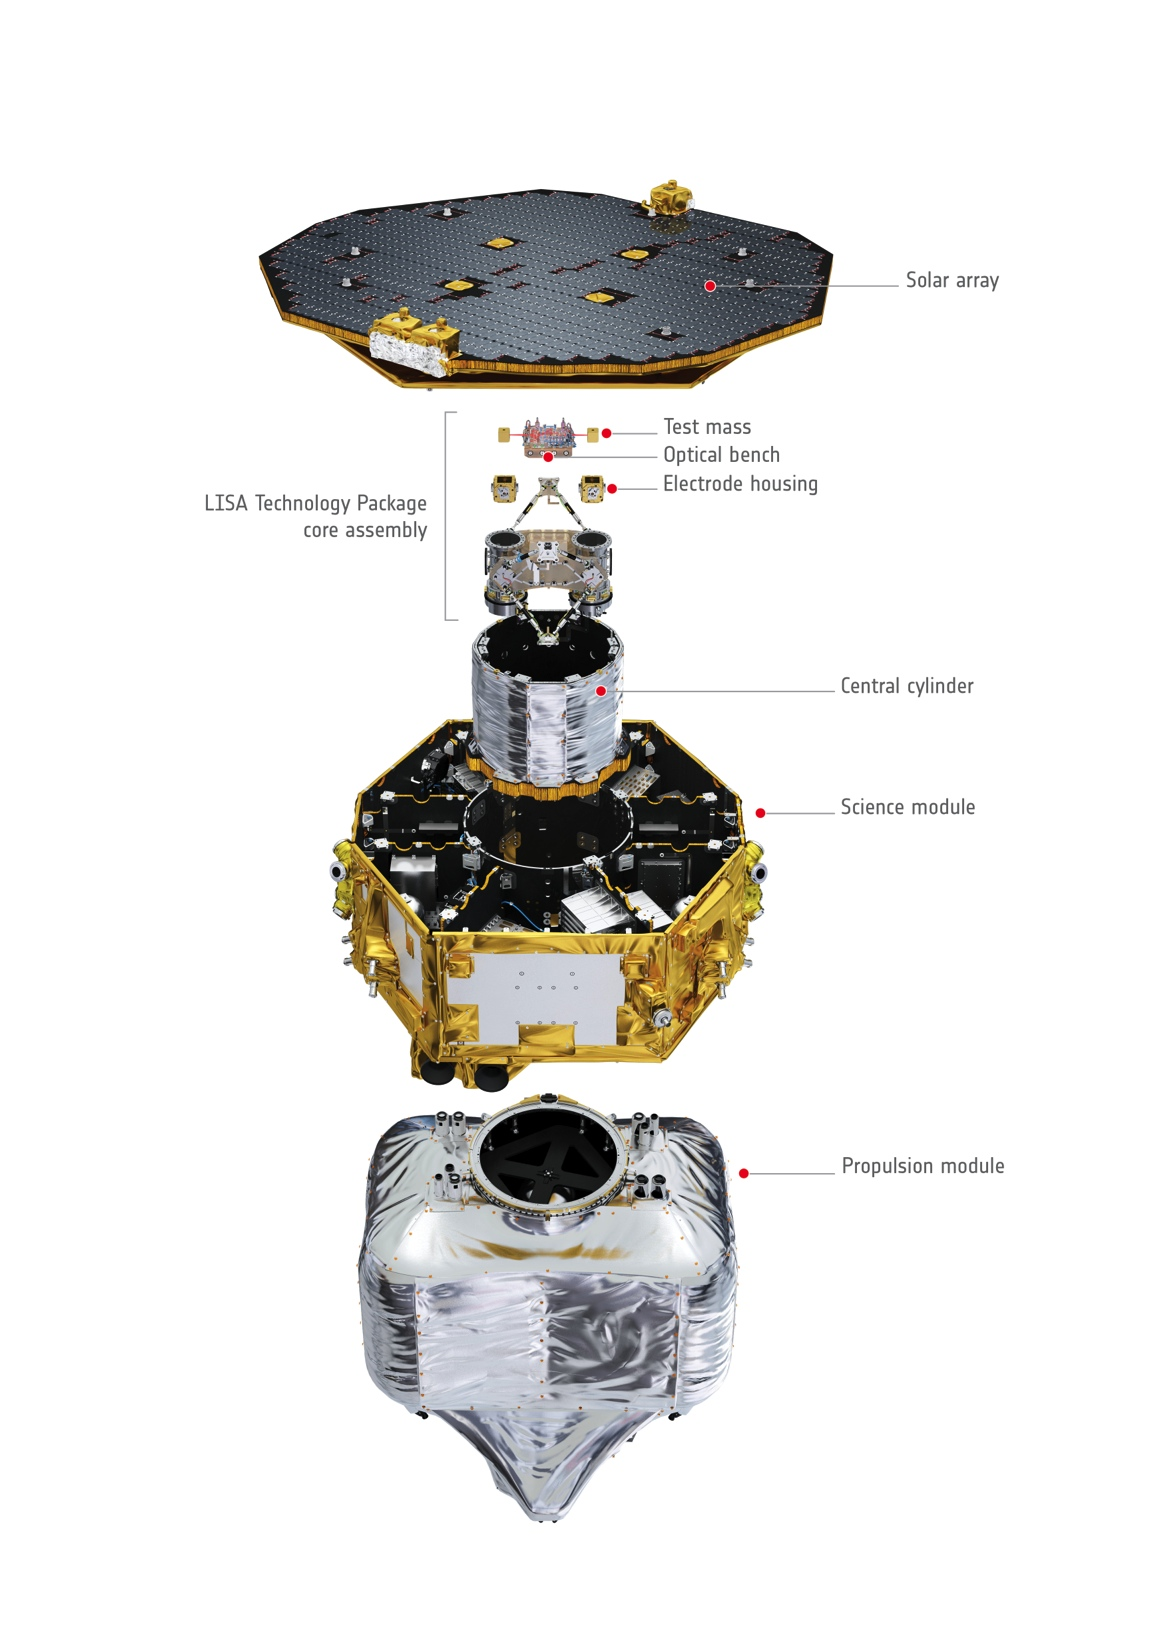 Solar array
Test mass
Optical bench
Electrode housing
LISA Technology Package
core assembly
Central cylinder
Science module
Propulsion module